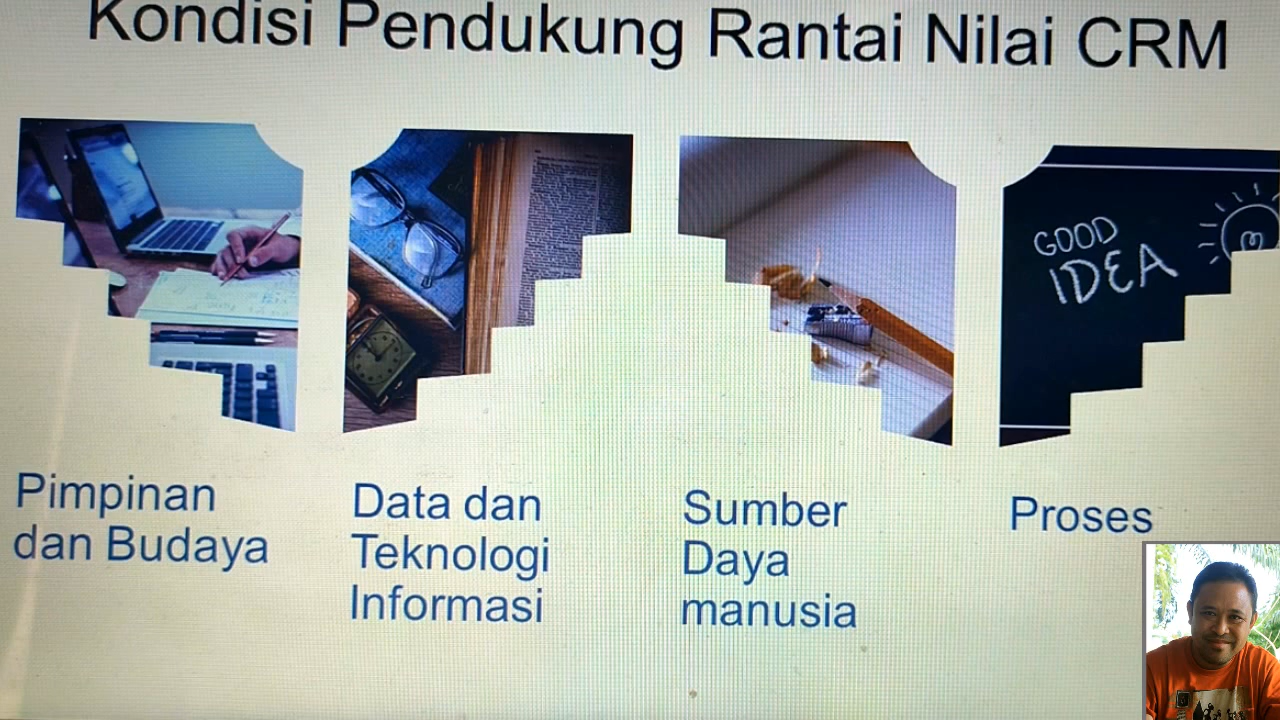 Kondisi Pendukung Rantai Nilai CRM
GOOD
IDEA
Pimpinan
dan Budaya
Data dan
Teknologi
Informasi
Sumber
Daya
manusia
Proses